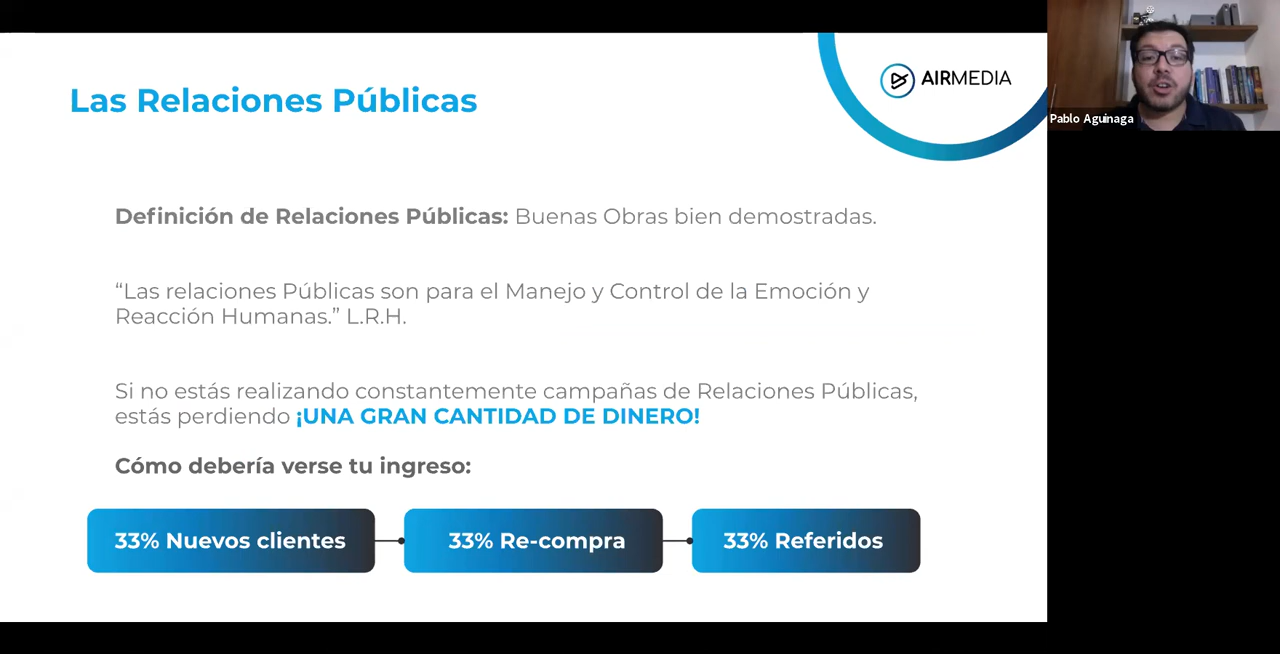 Las Relaciones Públicas
AIRMEDIA
Pablo Aguinaga
Definición de Relaciones Públicas: Buenas Obras bien demostradas.
“Las relaciones Públicas son para el Manejo y Control de la Emoción y
Reacción Humanas.” L.R.H.
Si no estás realizando constantemente campañas de Relaciones Públicas,
estás perdiendo ¡UNA GRAN CANTIDAD DE DINERO!
Cómo debería verse tu ingreso:
33% Nuevos clientes
33% Re-compra
33% Referidos